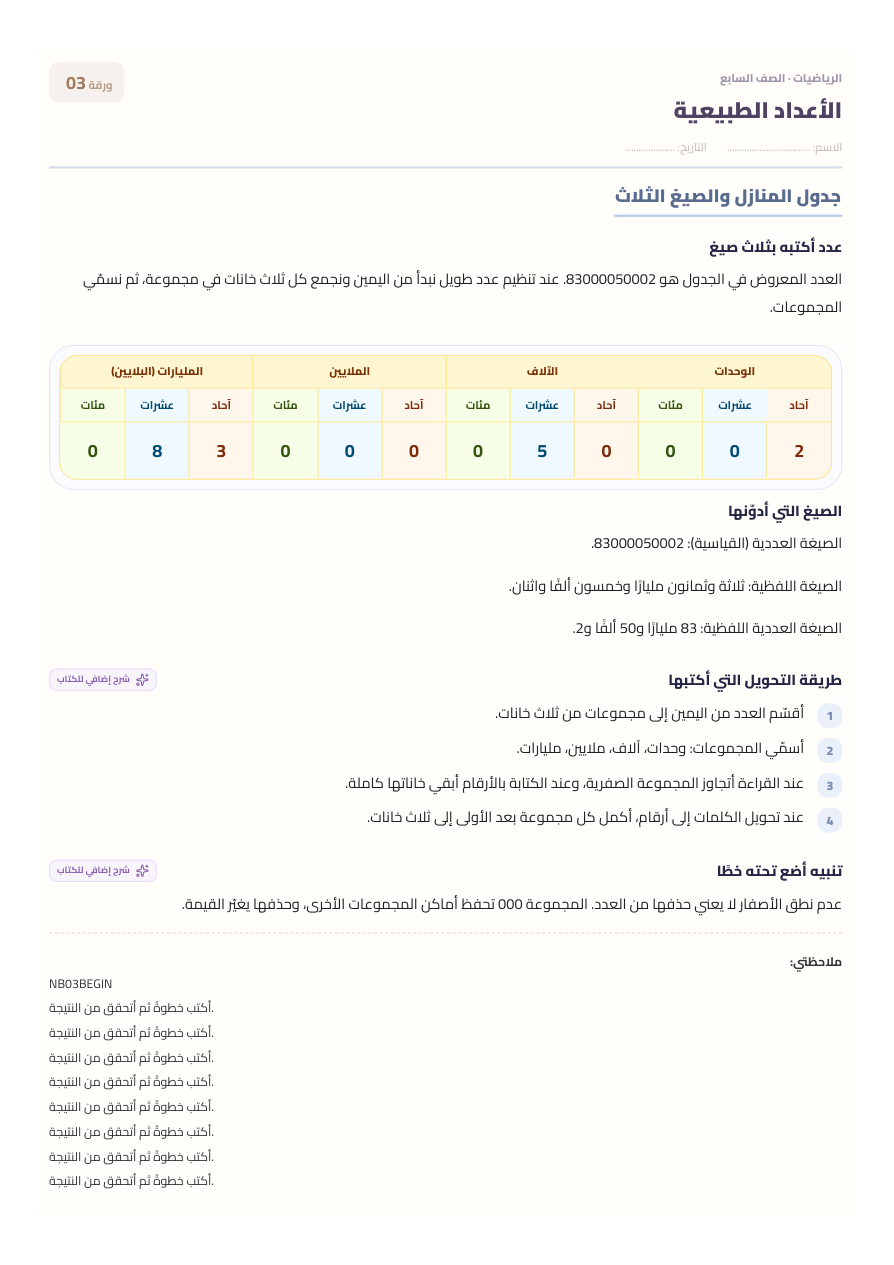 الرياضيات · الصف السابع
ورقة 03
الأعداد الطبيعية
الاسم: ................................. التاريخ: ....................
جدول المنازل والصيغ الثلاث
عدد أكتبه بثلاث صيغ
العدد المعروض في الجدول هو 83000050002. عند تنظيم عدد طويل نبدأ من اليمين ونجمع كل ثلاث خانات في مجموعة، ثم نسمّي
المجموعات.
الوحدات الآلاف الملايين المليارات (البلايين)
آحاد عشرات مئات آحاد عشرات مئات آحاد عشرات مئات آحاد عشرات مئات
2 0 0 0 5 0 0 0 0 3 8 0
الصيغ التي أدوّنها
الصيغة العددية (القياسية): 83000050002.
الصيغة اللفظية: ثلاثة وثمانون مليارًا وخمسون ألفًا واثنان.
الصيغة العددية اللفظية: 83 مليارًا و50 ألفًا و2.
طريقة التحويل التي أكتبها
شرح إضافي للكتاب
1 أقسّم العدد من اليمين إلى مجموعات من ثلاث خانات.
2 أسمّي المجموعات: وحدات، آلاف، ملايين، مليارات.
3 عند القراءة أتجاوز المجموعة الصفرية، وعند الكتابة بالأرقام أبقي خاناتها كاملة.
4 عند تحويل الكلمات إلى أرقام، أكمل كل مجموعة بعد الأولى إلى ثلاث خانات.
تنبيه أضع تحته خطًا
شرح إضافي للكتاب
عدم نطق الأصفار لا يعني حذفها من العدد. المجموعة 000 تحفظ أماكن المجموعات الأخرى، وحذفها يغيّر القيمة.
ملاحظتي:
NB03BEGIN
أكتب خطوةً ثم أتحقق من النتيجة.
أكتب خطوةً ثم أتحقق من النتيجة.
أكتب خطوةً ثم أتحقق من النتيجة.
أكتب خطوةً ثم أتحقق من النتيجة.
أكتب خطوةً ثم أتحقق من النتيجة.
أكتب خطوةً ثم أتحقق من النتيجة.
أكتب خطوةً ثم أتحقق من النتيجة.
أكتب خطوةً ثم أتحقق من النتيجة.